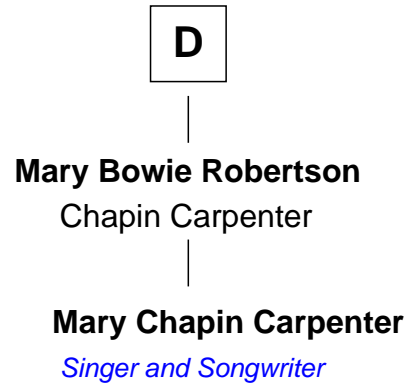 D
Mary Bowie Robertson
Chapin Carpenter
Mary Chapin Carpenter
Singer and Songwriter